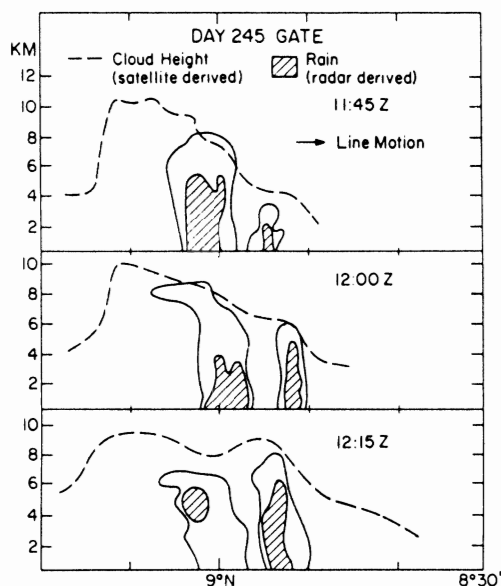 DAY 245 GATE
KM
Cloud Height
(satellite derived)
Rain
(radar derived)
12
10
8
6
4
2
11:45 Z
Line Motion
10
8
6
4
2
12:00 Z
10
8
6
4
2
12:15 Z
9°N
8°30'